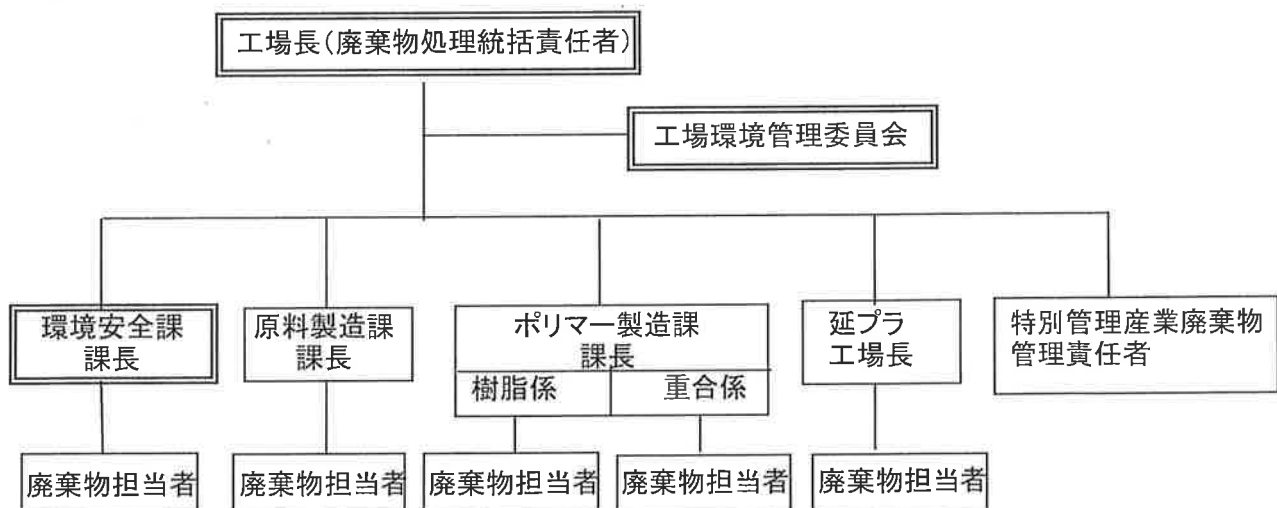 工場長(廃棄物処理統括責任者)
工場環境管理委員会
環境安全課
課長
原料製造課
課長
ポリマー製造課
課長
樹脂係
重合係
延プラ
工場長
特別管理産業廃棄物
管理責任者
廃棄物担当者
廃棄物担当者
廃棄物担当者
廃棄物担当者
廃棄物担当者